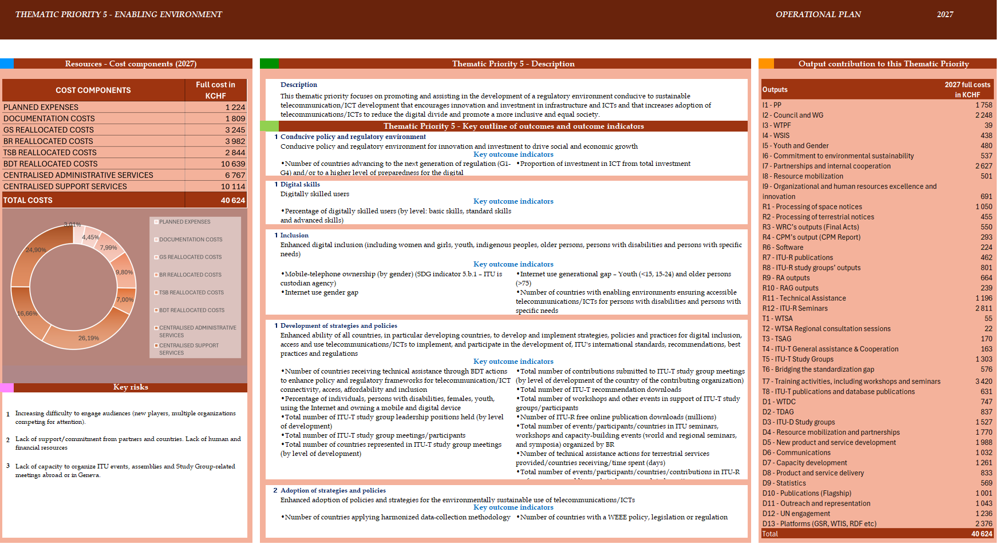 THEMATIC PRIORITY 5 - ENABLING ENVIRONMENT
OPERATIONAL PLAN 2027
Resources - Cost components (2027)
COST COMPONENTS Full cost in KCHF
PLANNED EXPENSES 1 224
DOCUMENTATION COSTS 1 809
GS REALLOCATED COSTS 3 245
BR REALLOCATED COSTS 3 982
TSB REALLOCATED COSTS 2 844
BDT REALLOCATED COSTS 10 639
CENTRALISED ADMINISTRATIVE SERVICES 6 767
CENTRALISED SUPPORT SERVICES 10 114
TOTAL COSTS 40 624
3,01%
4,45%
7,99%
9,80%
7,00%
26,19%
16,66%
24,90%
PLANNED EXPENSES
DOCUMENTATION COSTS
GS REALLOCATED COSTS
BR REALLOCATED COSTS
TSB REALLOCATED COSTS
BDT REALLOCATED COSTS
CENTRALISED ADMINISTRATIVE
SERVICES
CENTRALISED SUPPORT
SERVICES
Key risks
1 Increasing difficulty to engage audiences (new players, multiple organizations
competing for attention).
2 Lack of support/commitment from partners and countries. Lack of human and
financial resources
3 Lack of capacity to organize ITU events, assemblies and Study Group-related
meetings abroad or in Geneva.
Thematic Priority 5 - Description
Description
This thematic priority focuses on promoting and assisting in the development of a regulatory environment conducive to sustainable
telecommunication/ICT development that encourages innovation and investment in infrastructure and ICTs and that increases adoption of
telecommunications/ICTs to reduce the digital divide and promote a more inclusive and equal society.
Thematic Priority 5 - Key outline of outcomes and outcome indicators
1 Conducive policy and regulatory environment
Conducive policy and regulatory environment for innovation and investment to drive social and economic growth
Key outcome indicators
•Number of countries advancing to the next generation of regulation (G1-
G4) and/or to a higher level of preparedness for the digital
•Proportion of investment in ICT from total investment
1 Digital skills
Digitally skilled users
Key outcome indicators
•Percentage of digitally skilled users (by level: basic skills, standard skills
and advanced skills)
1 Inclusion
Enhanced digital inclusion (including women and girls, youth, indigenous peoples, older persons, persons with disabilities and persons with specific
needs)
Key outcome indicators
•Mobile-telephone ownership (by gender) (SDG indicator 5.b.1 – ITU is
custodian agency)
•Internet use gender gap
•Internet use generational gap – Youth (<15, 15-24) and older persons
(>75)
•Number of countries with enabling environments ensuring accessible
telecommunications/ICTs for persons with disabilities and persons with
specific needs
1 Development of strategies and policies
Enhanced ability of all countries, in particular developing countries, to develop and implement strategies, policies and practices for digital inclusion,
access and use telecommunications/ICTs to implement, and participate in the development of, ITU's international standards, recommendations, best
practices and regulations
Key outcome indicators
•Number of countries receiving technical assistance through BDT actions
to enhance policy and regulatory frameworks for telecommunication/ICT
connectivity, access, affordability and inclusion
•Percentage of individuals, persons with disabilities, females, youth,
using the Internet and owning a mobile and digital device
•Total number of ITU-T study group leadership positions held (by level
of development)
•Total number of ITU-T study group meetings/participants
•Total number of countries represented in ITU-T study group meetings
(by level of development)
•Total number of contributions submitted to ITU-T study group meetings
(by level of development of the country of the contributing organization)
•Total number of ITU-T recommendation downloads
•Total number of workshops and other events in support of ITU-T study
groups/participants
•Number of ITU-R free online publication downloads (millions)
•Total number of events/participants/countries in ITU seminars,
workshops and capacity-building events (world and regional seminars,
and symposia) organized by BR
•Number of technical assistance actions for terrestrial services
provided/countries receiving/time spent (days)
•Total number of events/participants/countries/contributions in ITU-R
2 Adoption of strategies and policies
Enhanced adoption of policies and strategies for the environmentally sustainable use of telecommunications/ICTs
Key outcome indicators
•Number of countries applying harmonized data-collection methodology
•Number of countries with a WEEE policy, legislation or regulation
Output contribution to this Thematic Priority
Outputs 2027 full costs in KCHF
I1 - PP 1 758
I2 - Council and WG 2 248
I3 - WTPF 39
I4 - WSIS 438
I5 - Youth and Gender 480
I6 - Commitment to environmental sustainability 537
I7 - Partnerships and internal cooperation 2 627
I8 - Resource mobilization 501
I9 - Organizational and human resources excellence and
innovation 691
R1 - Processing of space notices 1 050
R2 - Processing of terrestrial notices 455
R3 - WRC's outputs (Final Acts) 550
R4 - CPM's output (CPM Report) 293
R6 - Software 224
R7 - ITU-R publications 462
R8 - ITU-R study groups' outputs 801
R9 - RA outputs 664
R10 - RAG outputs 239
R11 - Technical Assistance 1 196
R12 - ITU-R Seminars 2 811
T1 - WTSA 55
T2 - WTSA Regional consultation sessions 22
T3 - TSAG 170
T4 - ITU-T General assistance & Cooperation 163
T5 - ITU-T Study Groups 1 303
T6 - Bridging the standardization gap 576
T7 - Training activities, including workshops and seminars 3 420
T8 - ITU-T publications and database publications 631
D1 - WTDC 747
D2 - TDAG 837
D3 - ITU-D Study groups 1 527
D4 - Resource mobilization and partnerships 1 770
D5 - New product and service development 1 988
D6 - Communications 1 032
D7 - Capacity development 1 261
D8 - Product and service delivery 833
D9 - Statistics 569
D10 - Publications (Flagship) 1 001
D11 - Outreach and representation 1 043
D12 - UN engagement 1 236
D13 - Platforms (GSR, WTIS, RDF etc) 2 376
Total 40 624